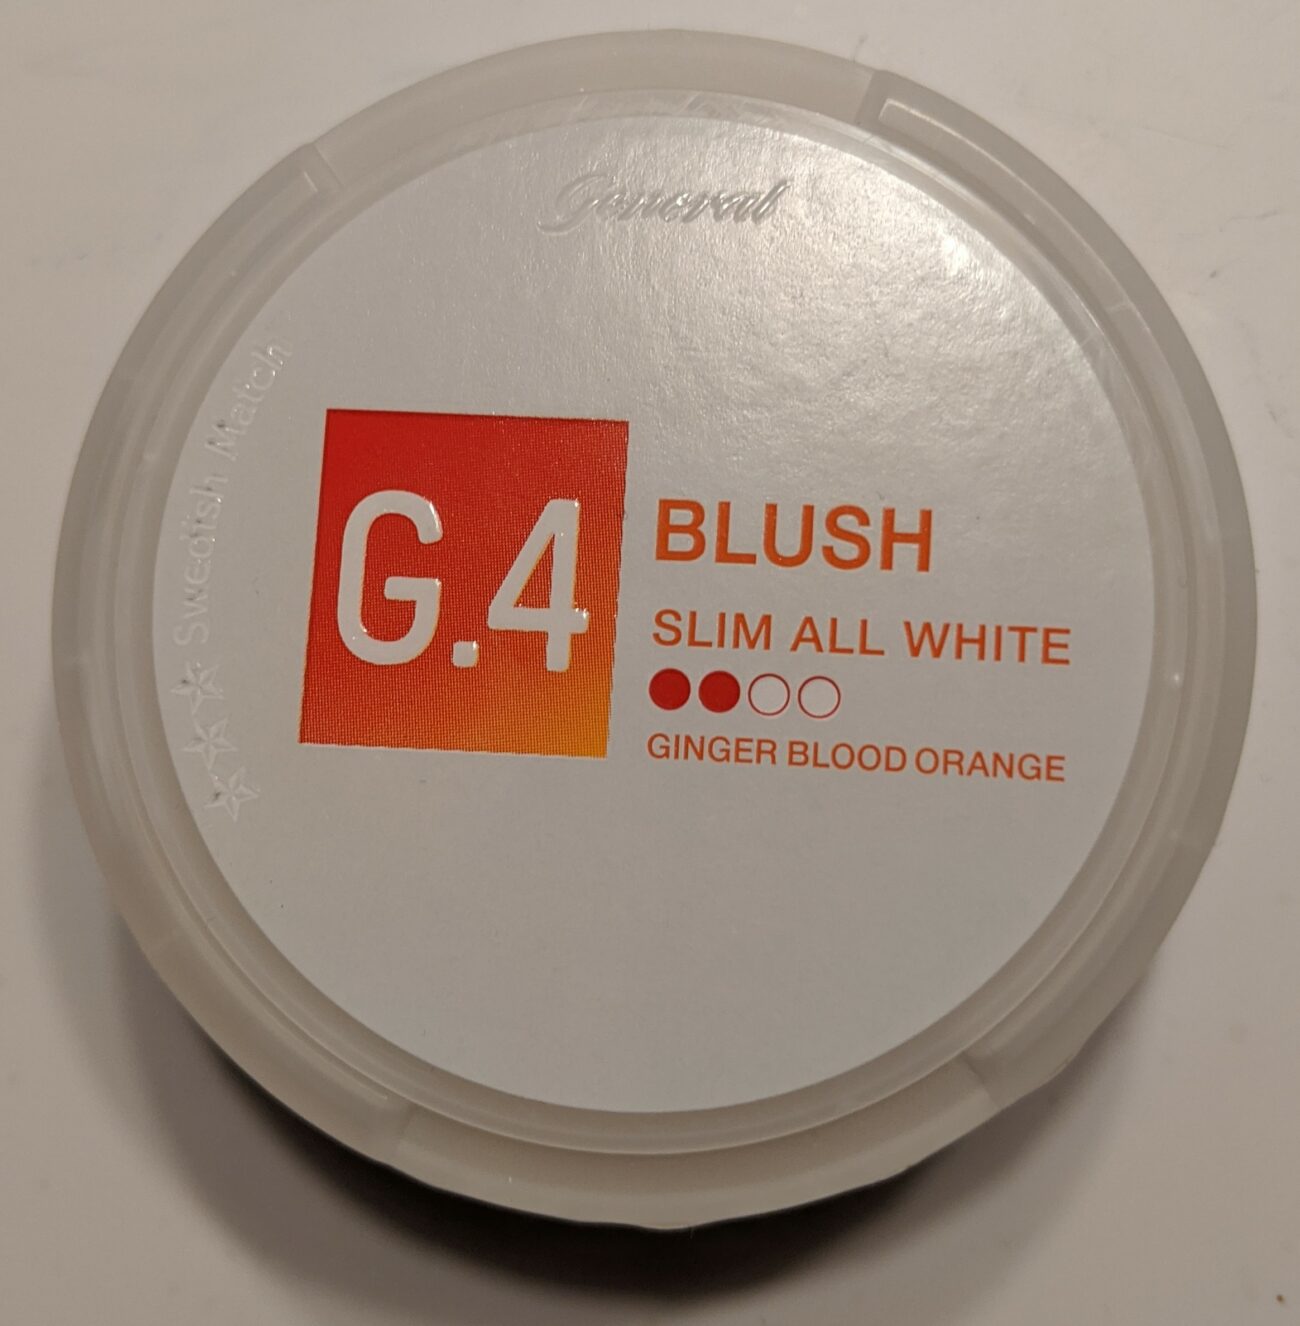 General
Swedish Match
G.4
BLUSH
SLIM ALL WHITE
GINGER BLOOD ORANGE